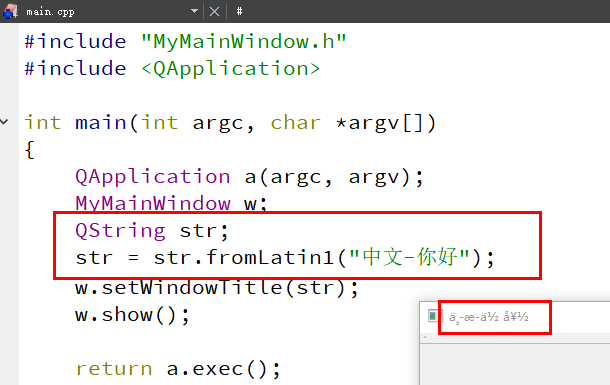 main.cpp #
#include "MyMainWindow.h"
#include <QApplication>
int main(int argc, char *argv[])
{
QApplication a(argc, argv);
MyMainWindow w;
QString str;
str = str.fromLatin1("中文-你好");
w.setWindowTitle(str);
w.show();
ä¸­æ–‡-ä½ å¥½
return a.exec();